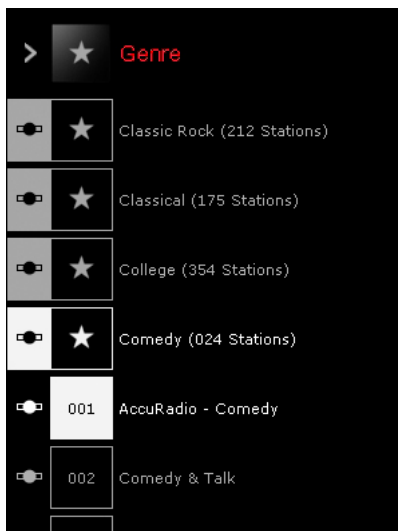 Genre
Classic Rock (212 Stations)
Classical (175 Stations)
College (354 Stations)
Comedy (024 Stations)
001 AccuRadio - Comedy
002 Comedy & Talk